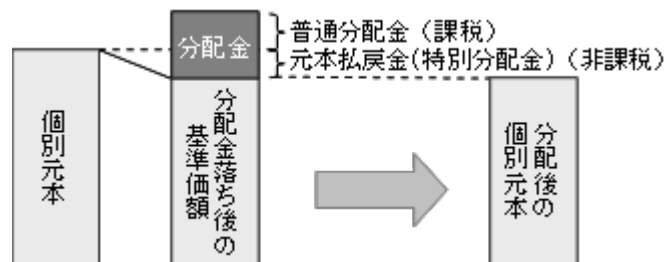 分配金
普通分配金（課税）
元本払戻金(特別分配金)（非課税）
個別元本
分配金落ち後の
基準価額
分配後の
個別元本